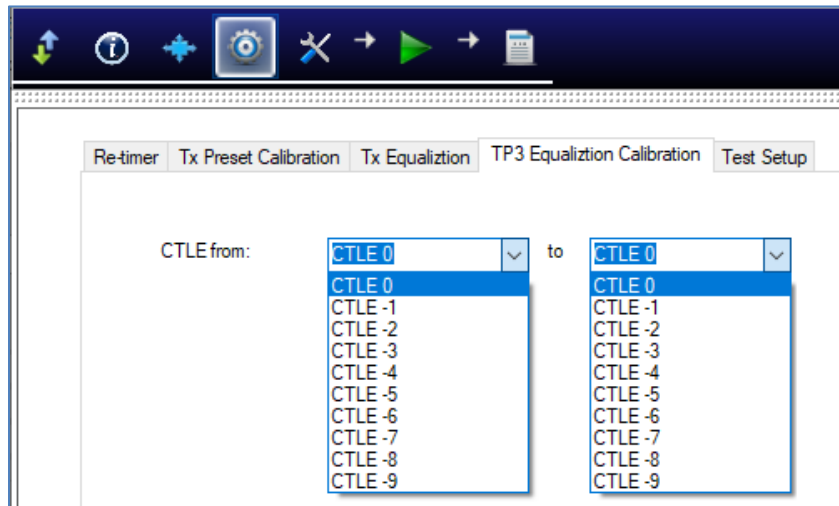 Re-timer Tx Preset Calibration Tx Equaliztion TP3 Equaliztion Calibration Test Setup
CTLE from: CTLE 0 to CTLE 0
CTLE 0 CTLE 0
CTLE -1 CTLE -1
CTLE -2 CTLE -2
CTLE -3 CTLE -3
CTLE -4 CTLE -4
CTLE -5 CTLE -5
CTLE -6 CTLE -6
CTLE -7 CTLE -7
CTLE -8 CTLE -8
CTLE -9 CTLE -9